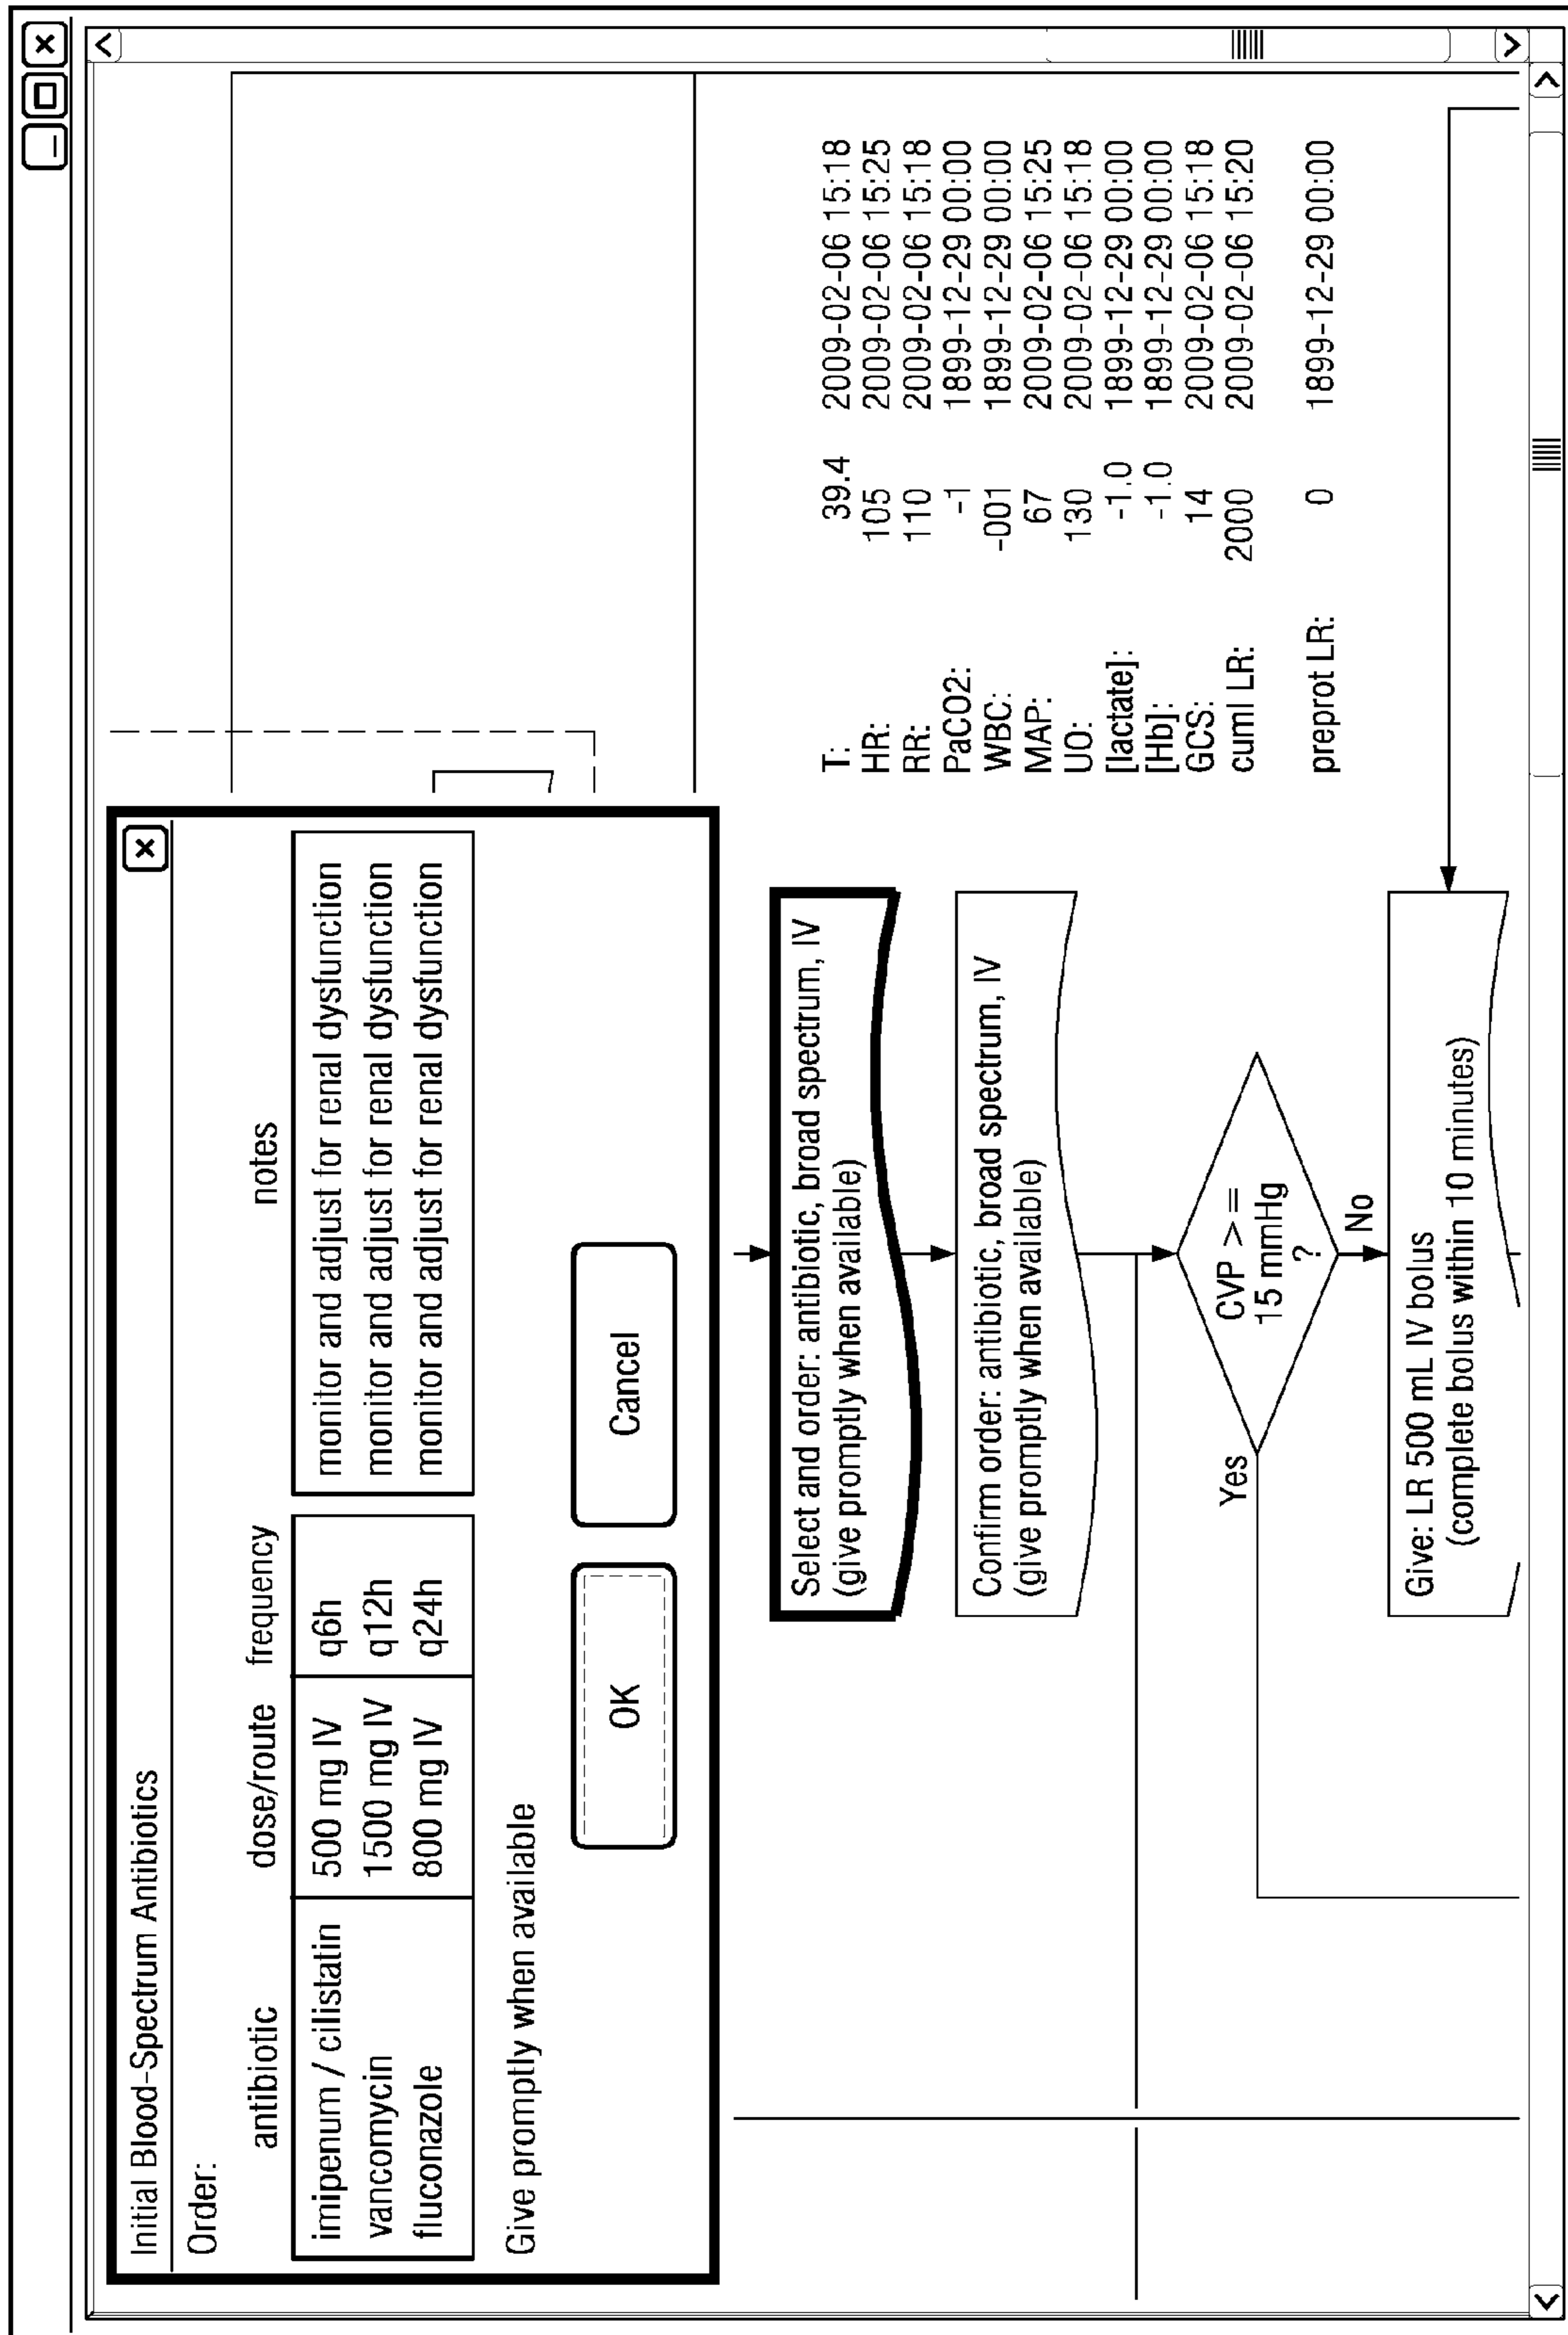 Initial Blood-Spectrum Antibiotics
Order:
antibiotic dose/route frequency notes
imipenum / cilistatin 500 mg IV q6h monitor and adjust for renal dysfunction
vancomycin 1500 mg IV q12h monitor and adjust for renal dysfunction
fluconazole 800 mg IV q24h monitor and adjust for renal dysfunction
Give promptly when available
OK Cancel
Select and order: antibiotic, broad spectrum, IV
(give promptly when available)
Confirm order: antibiotic, broad spectrum, IV
(give promptly when available)
CVP >=
15 mmHg
?
Yes
No
Give: LR 500 mL IV bolus
(complete bolus within 10 minutes)
T: 39.4 2009-02-06 15:18
HR: 105 2009-02-06 15:25
RR: 110 2009-02-06 15:18
PaCO2: -1 1899-12-29 00:00
WBC: -001 1899-12-29 00:00
MAP: 67 2009-02-06 15:25
UO: 130 2009-02-06 15:18
[lactate]: -1.0 1899-12-29 00:00
[Hb]: -1.0 1899-12-29 00:00
GCS: 14 2009-02-06 15:18
cuml LR: 2000 2009-02-06 15:20
preprot LR: 0 1899-12-29 00:00